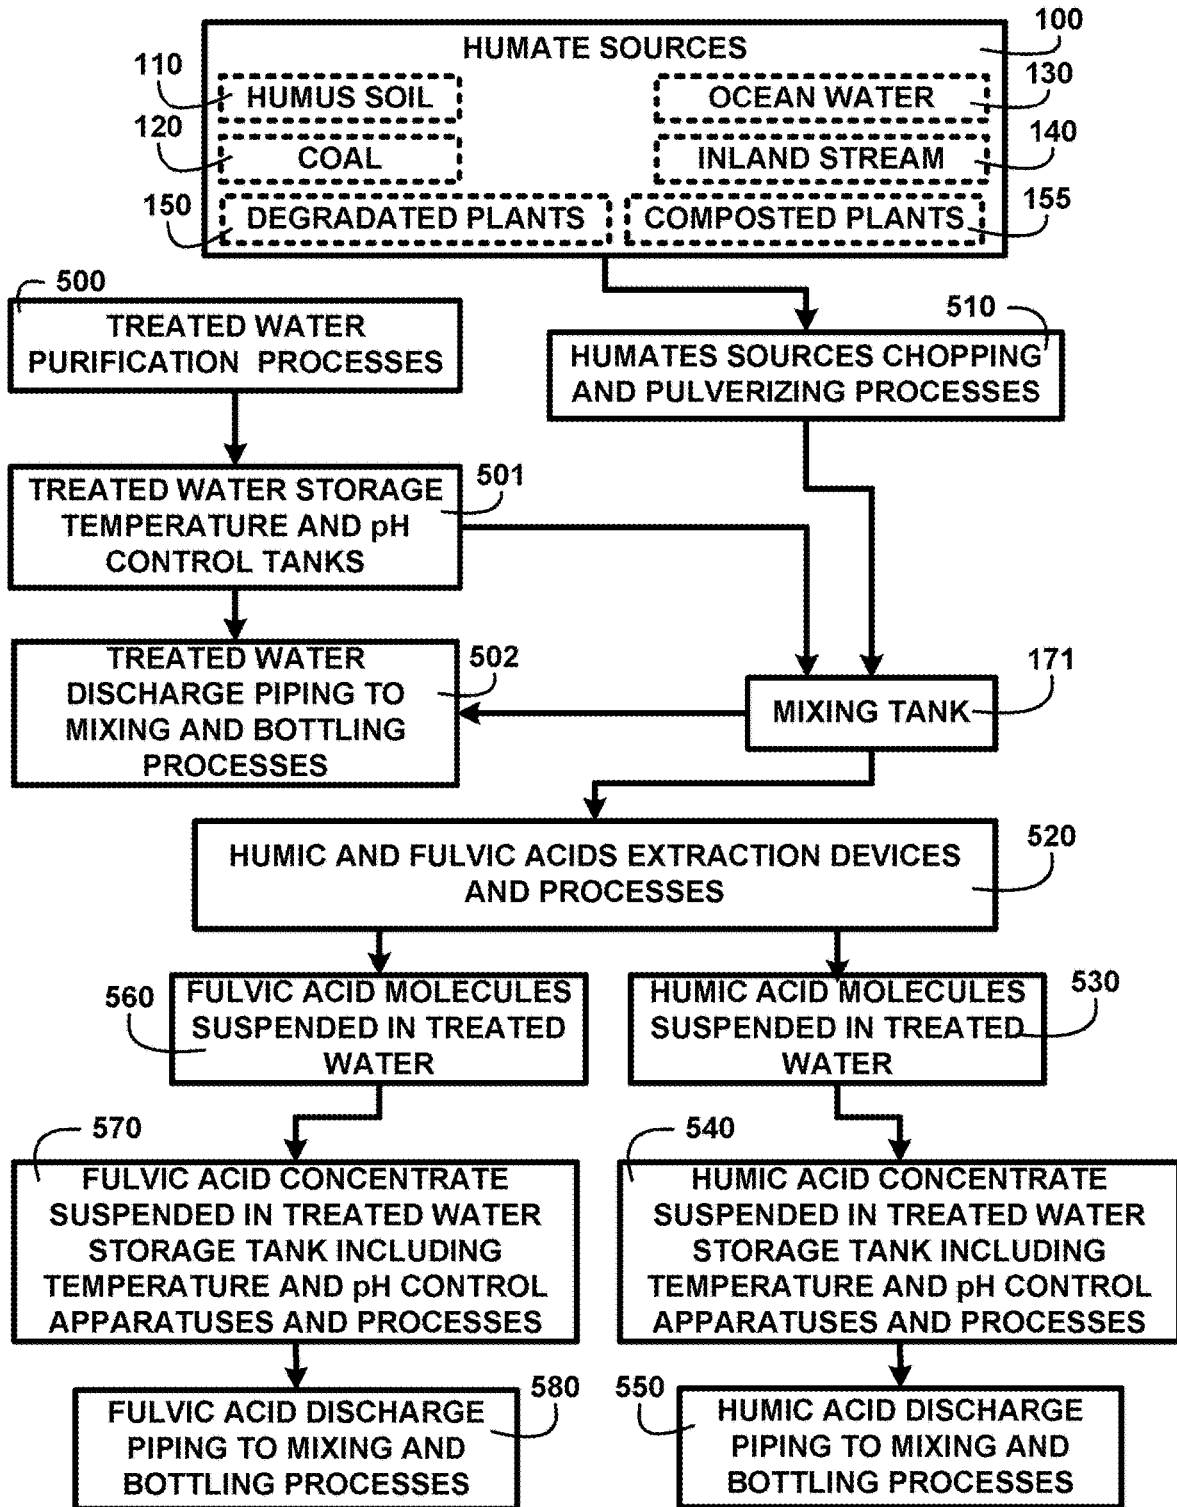 100
HUMATE SOURCES
110
HUMUS SOIL
OCEAN WATER
130
120
COAL
INLAND STREAM
140
150
DEGRADATED PLANTS
COMPOSTED PLANTS
155
500
TREATED WATER
PURIFICATION PROCESSES
510
HUMATES SOURCES CHOPPING
AND PULVERIZING PROCESSES
501
TREATED WATER STORAGE
TEMPERATURE AND pH
CONTROL TANKS
502
TREATED WATER
DISCHARGE PIPING TO
MIXING AND BOTTLING
PROCESSES
171
MIXING TANK
520
HUMIC AND FULVIC ACIDS EXTRACTION DEVICES
AND PROCESSES
560
FULVIC ACID MOLECULES
SUSPENDED IN TREATED
WATER
530
HUMIC ACID MOLECULES
SUSPENDED IN TREATED
WATER
570
FULVIC ACID CONCENTRATE
SUSPENDED IN TREATED WATER
STORAGE TANK INCLUDING
TEMPERATURE AND pH CONTROL
APPARATUSES AND PROCESSES
540
HUMIC ACID CONCENTRATE
SUSPENDED IN TREATED WATER
STORAGE TANK INCLUDING
TEMPERATURE AND pH CONTROL
APPARATUSES AND PROCESSES
580
FULVIC ACID DISCHARGE
PIPING TO MIXING AND
BOTTLING PROCESSES
550
HUMIC ACID DISCHARGE
PIPING TO MIXING AND
BOTTLING PROCESSES